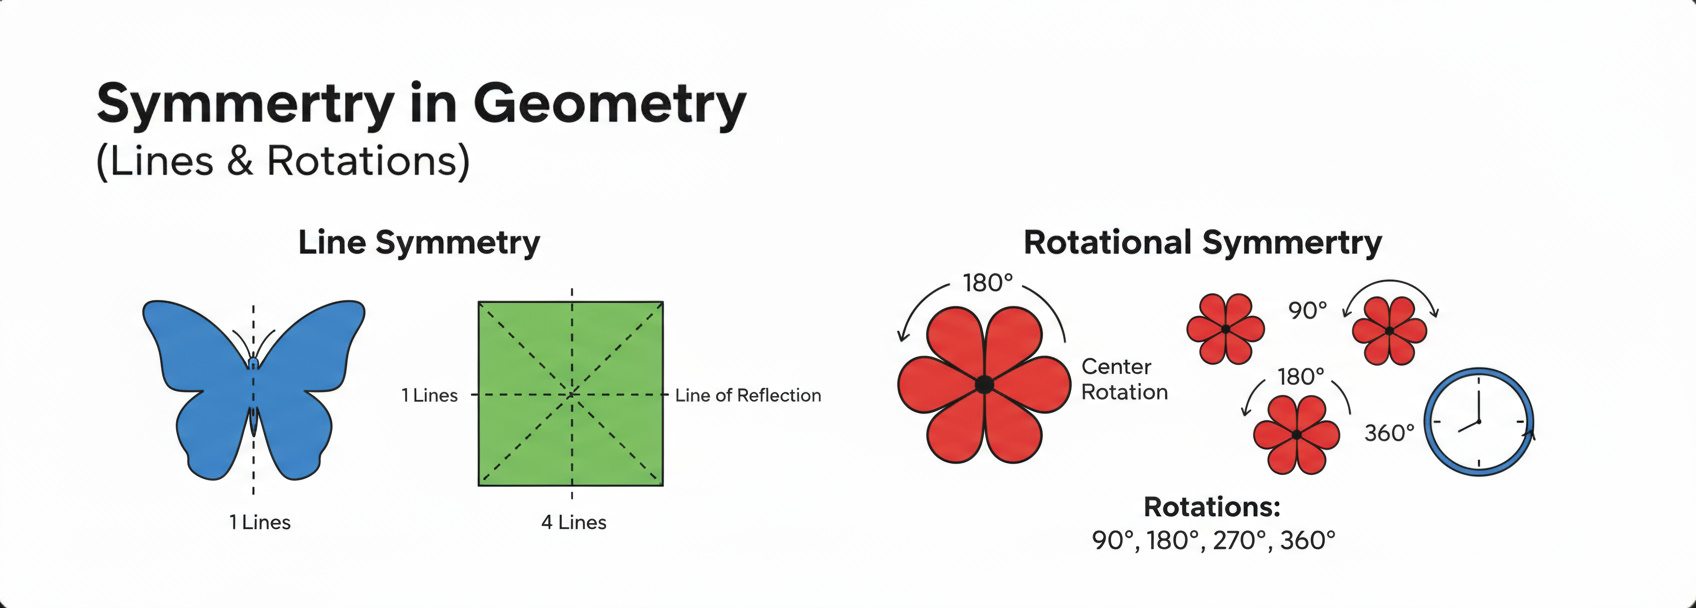 Symmertry in Geometry
(Lines & Rotations)
Line Symmetry
1 Lines
1 Lines
Line of Reflection
4 Lines
Rotational Symmertry
180°
Center
Rotation
90°
180°
360°
Rotations:
90°, 180°, 270°, 360°